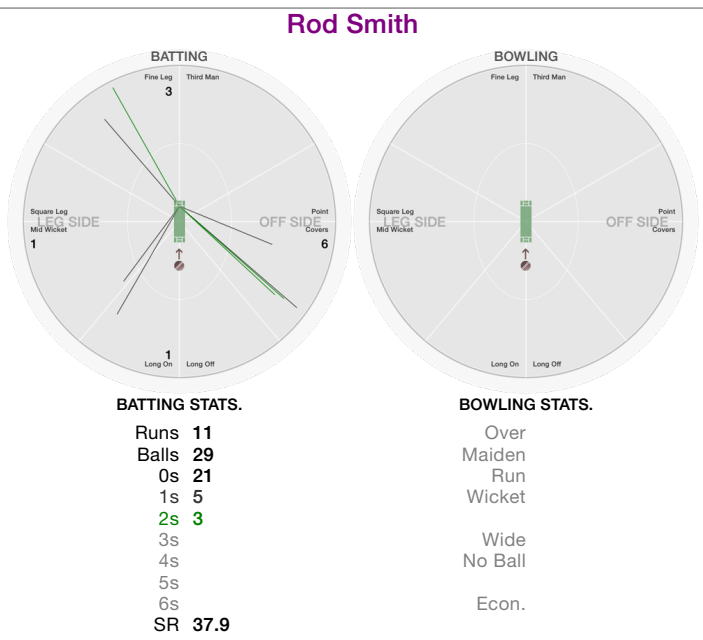 Rod Smith
BATTING
Fine Leg Third Man
3
Square Leg Point
LEG SIDE OFF SIDE
Mid Wicket Covers
1 6
1
Long On Long Off
BOWLING
Fine Leg Third Man
Square Leg Point
LEG SIDE OFF SIDE
Mid Wicket Covers
Long On Long Off
BATTING STATS.
Runs 11
Balls 29
0s 21
1s 5
2s 3
3s
4s
5s
6s
SR 37.9
BOWLING STATS.
Over
Maiden
Run
Wicket
Wide
No Ball
Econ.